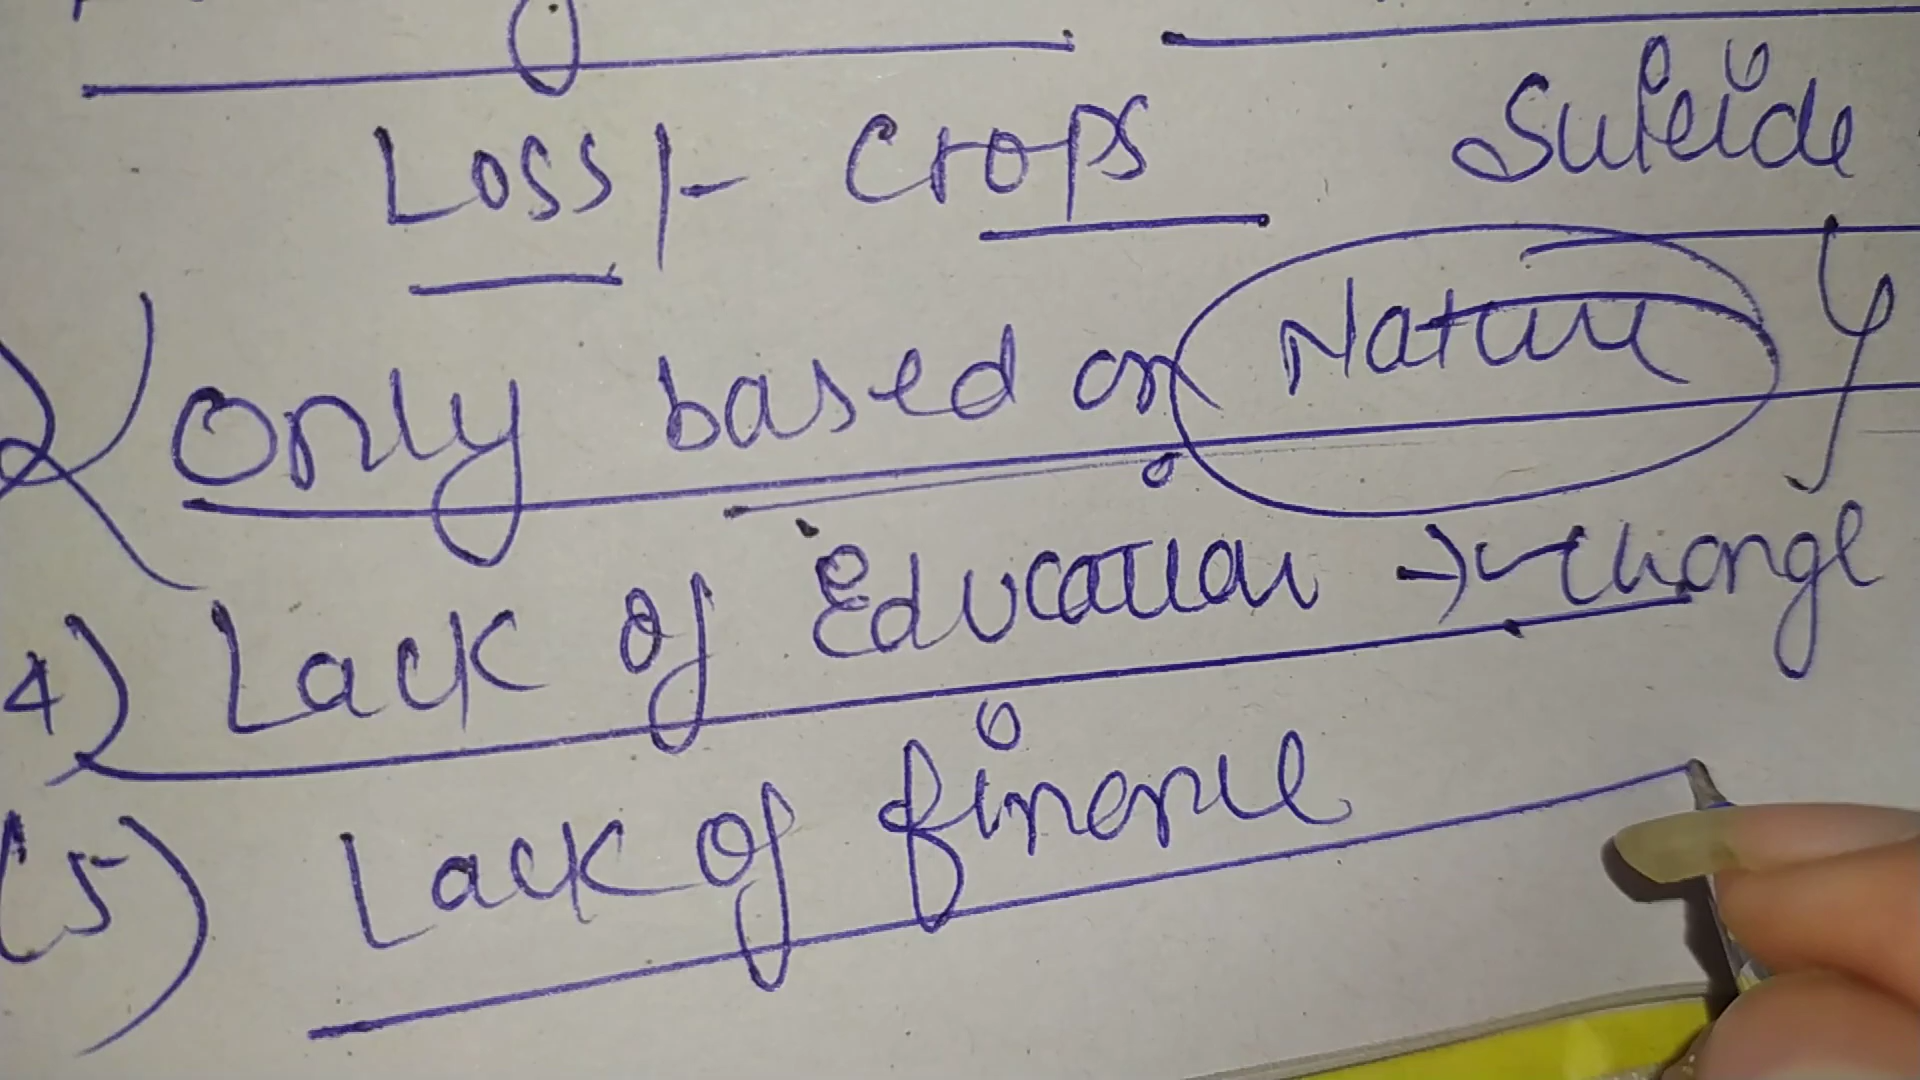 Loss/- Crops Suicide
Only based on Nature
4) Lack of Education → change
(5) Lack of finance